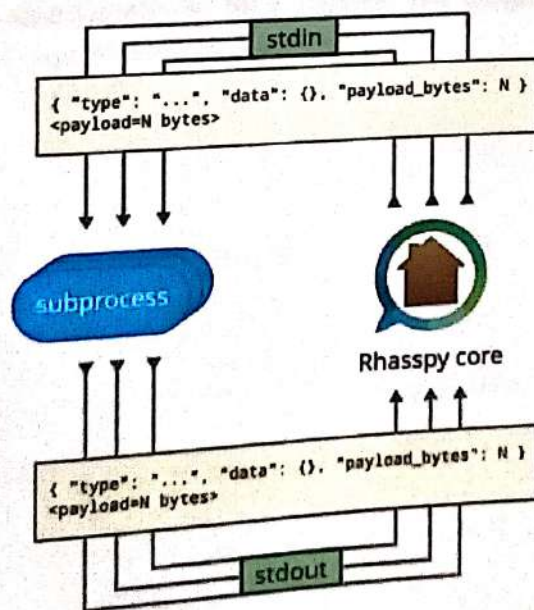 stdin
{ "type": "...", "data": {}, "payload_bytes": N }
<payload=N bytes>
subprocess
Rhasspy core
{ "type": "...", "data": {}, "payload_bytes": N }
<payload=N bytes>
stdout